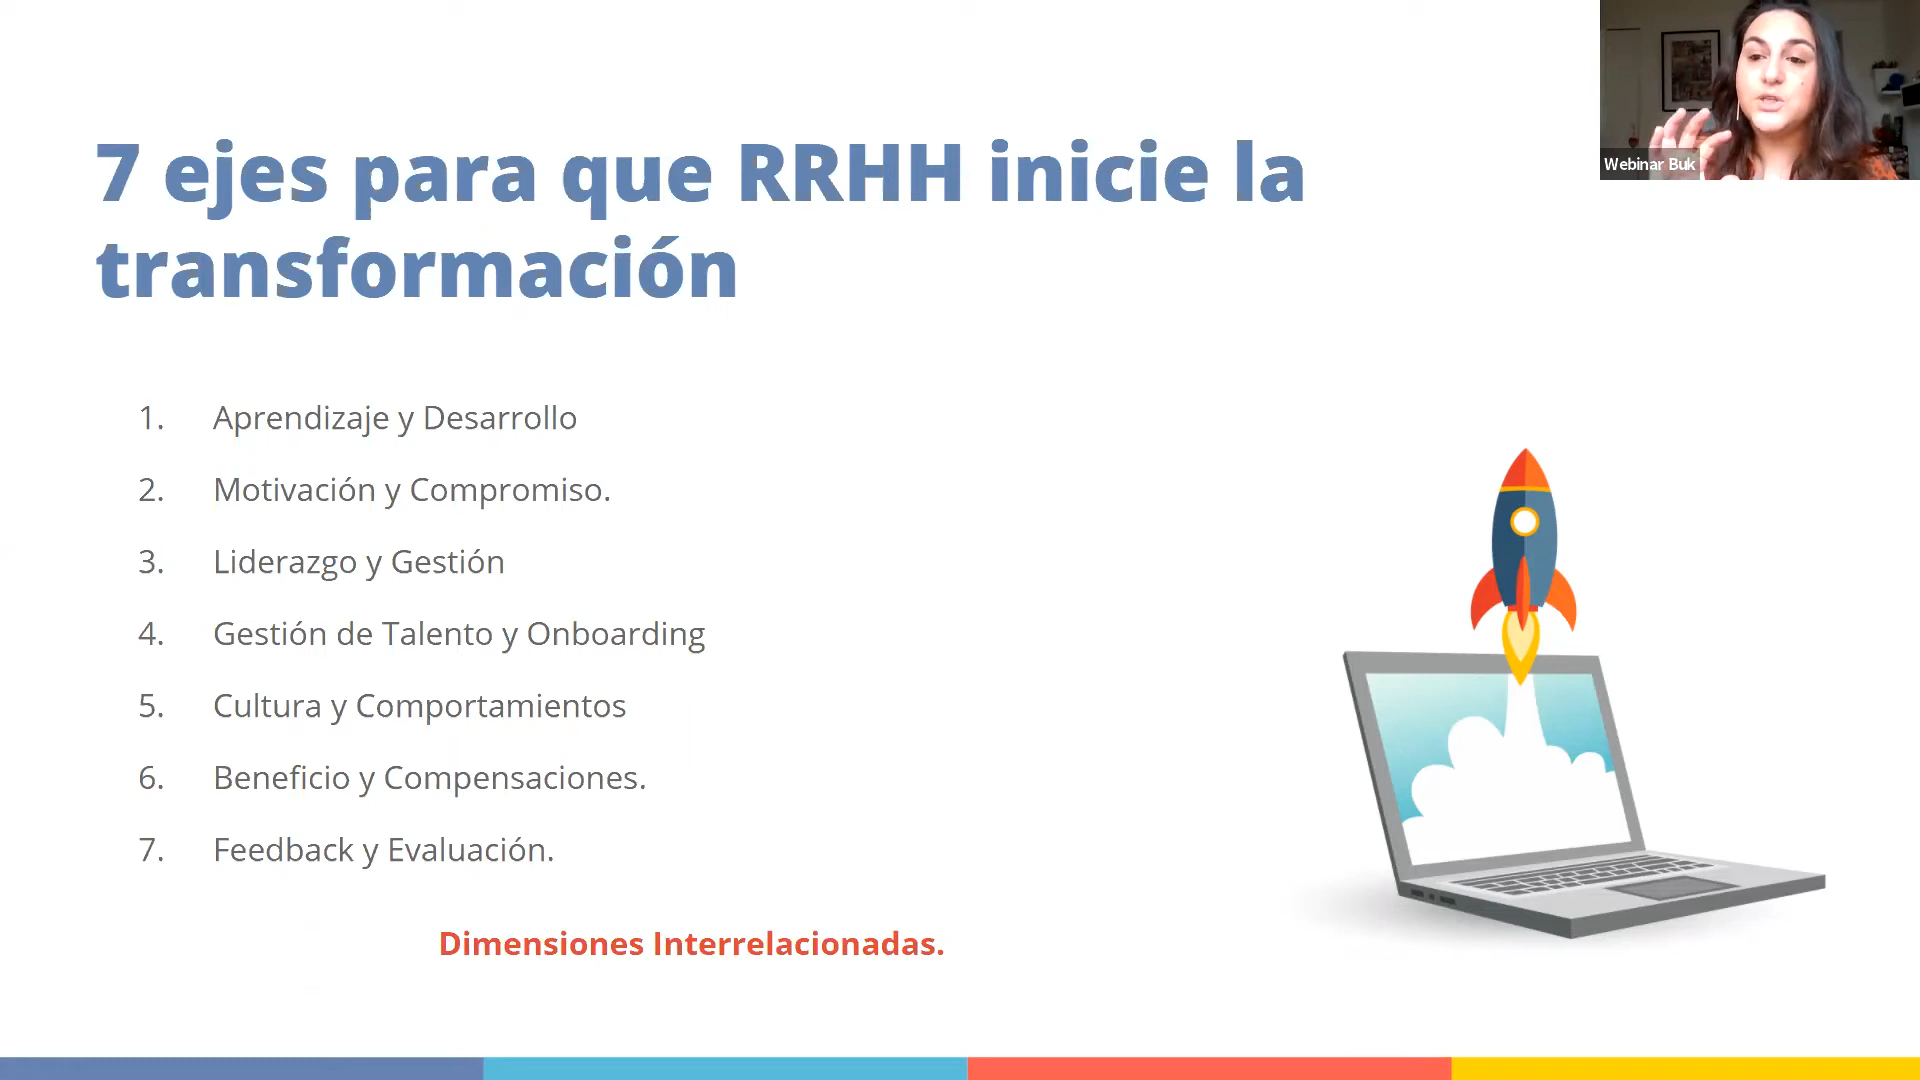 7 ejes para que RRHH inicie la
transformación
Webinar Buk
1. Aprendizaje y Desarrollo
2. Motivación y Compromiso.
3. Liderazgo y Gestión
4. Gestión de Talento y Onboarding
5. Cultura y Comportamientos
6. Beneficio y Compensaciones.
7. Feedback y Evaluación.
Dimensiones Interrelacionadas.